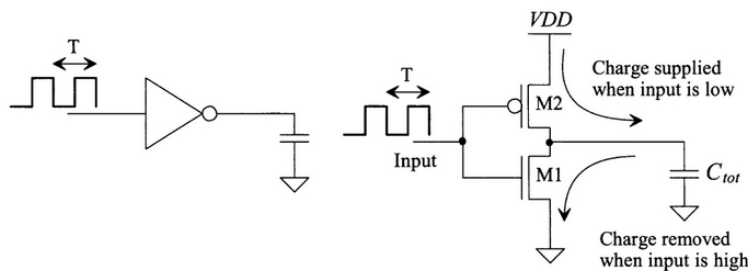 T
VDD
T
Charge supplied
when input is low
M2
Input
M1
C_tot
Charge removed
when input is high